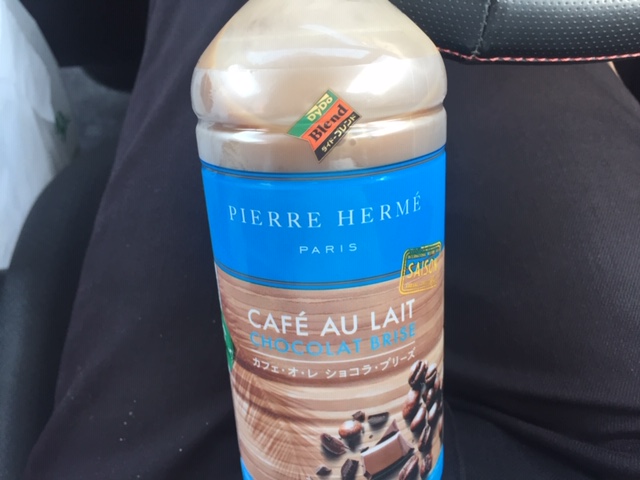 DyDo
Blend
ダイドーブレンド
PIERRE HERMÉ
PARIS
SAISON
CAFÉ AU LAIT
CHOCOLAT BRISE
カフェ・オ・レ ショコラ・ブリーズ